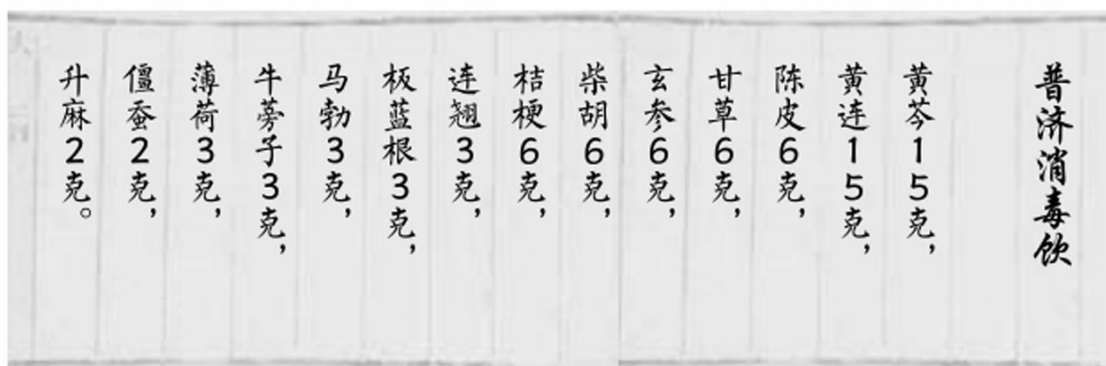 普济消毒饮
黄芩15克，
黄连15克，
陈皮6克，
甘草6克，
玄参6克，
柴胡6克，
桔梗6克，
连翘3克，
板蓝根3克，
马勃3克，
牛蒡子3克，
薄荷3克，
僵蚕2克，
升麻2克。